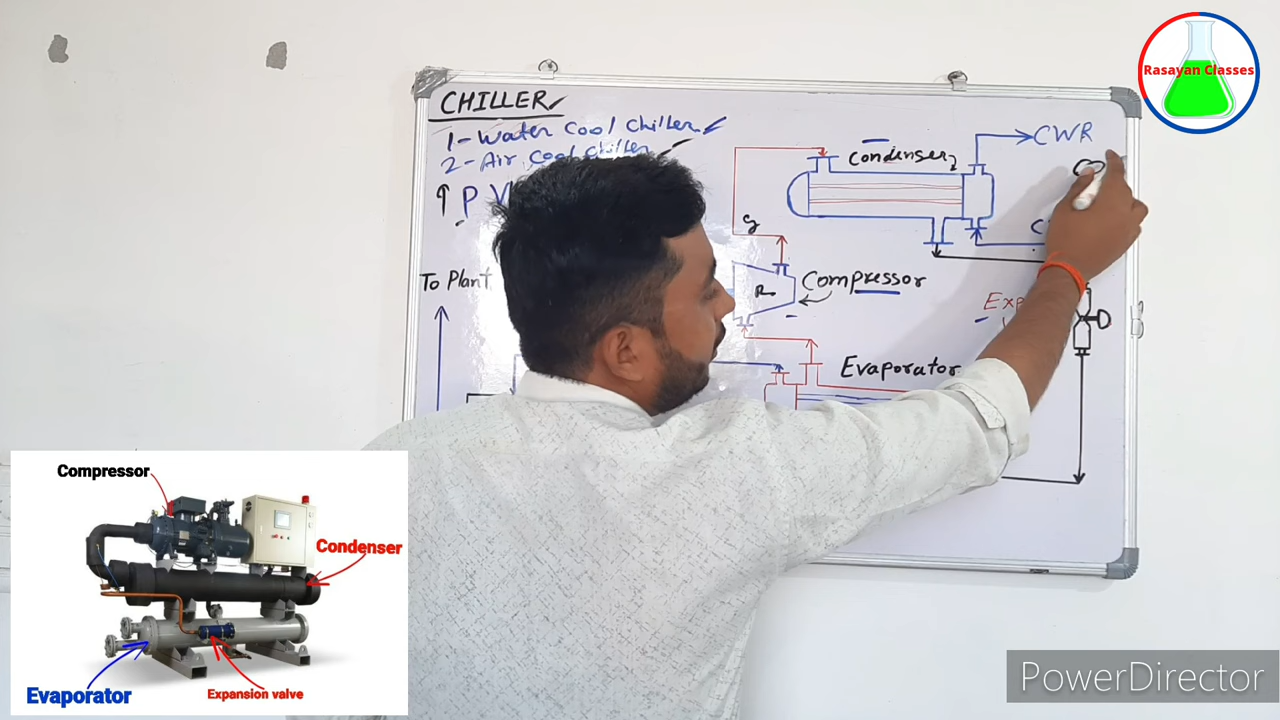 Rasayan Classes
CHILLER
1- Water Cool Chiller
2- Air Cool Chiller
P
Condenser
CWR
To Plant
Compressor
Evaporator
Compressor
Condenser
Evaporator
Expansion valve
PowerDirector